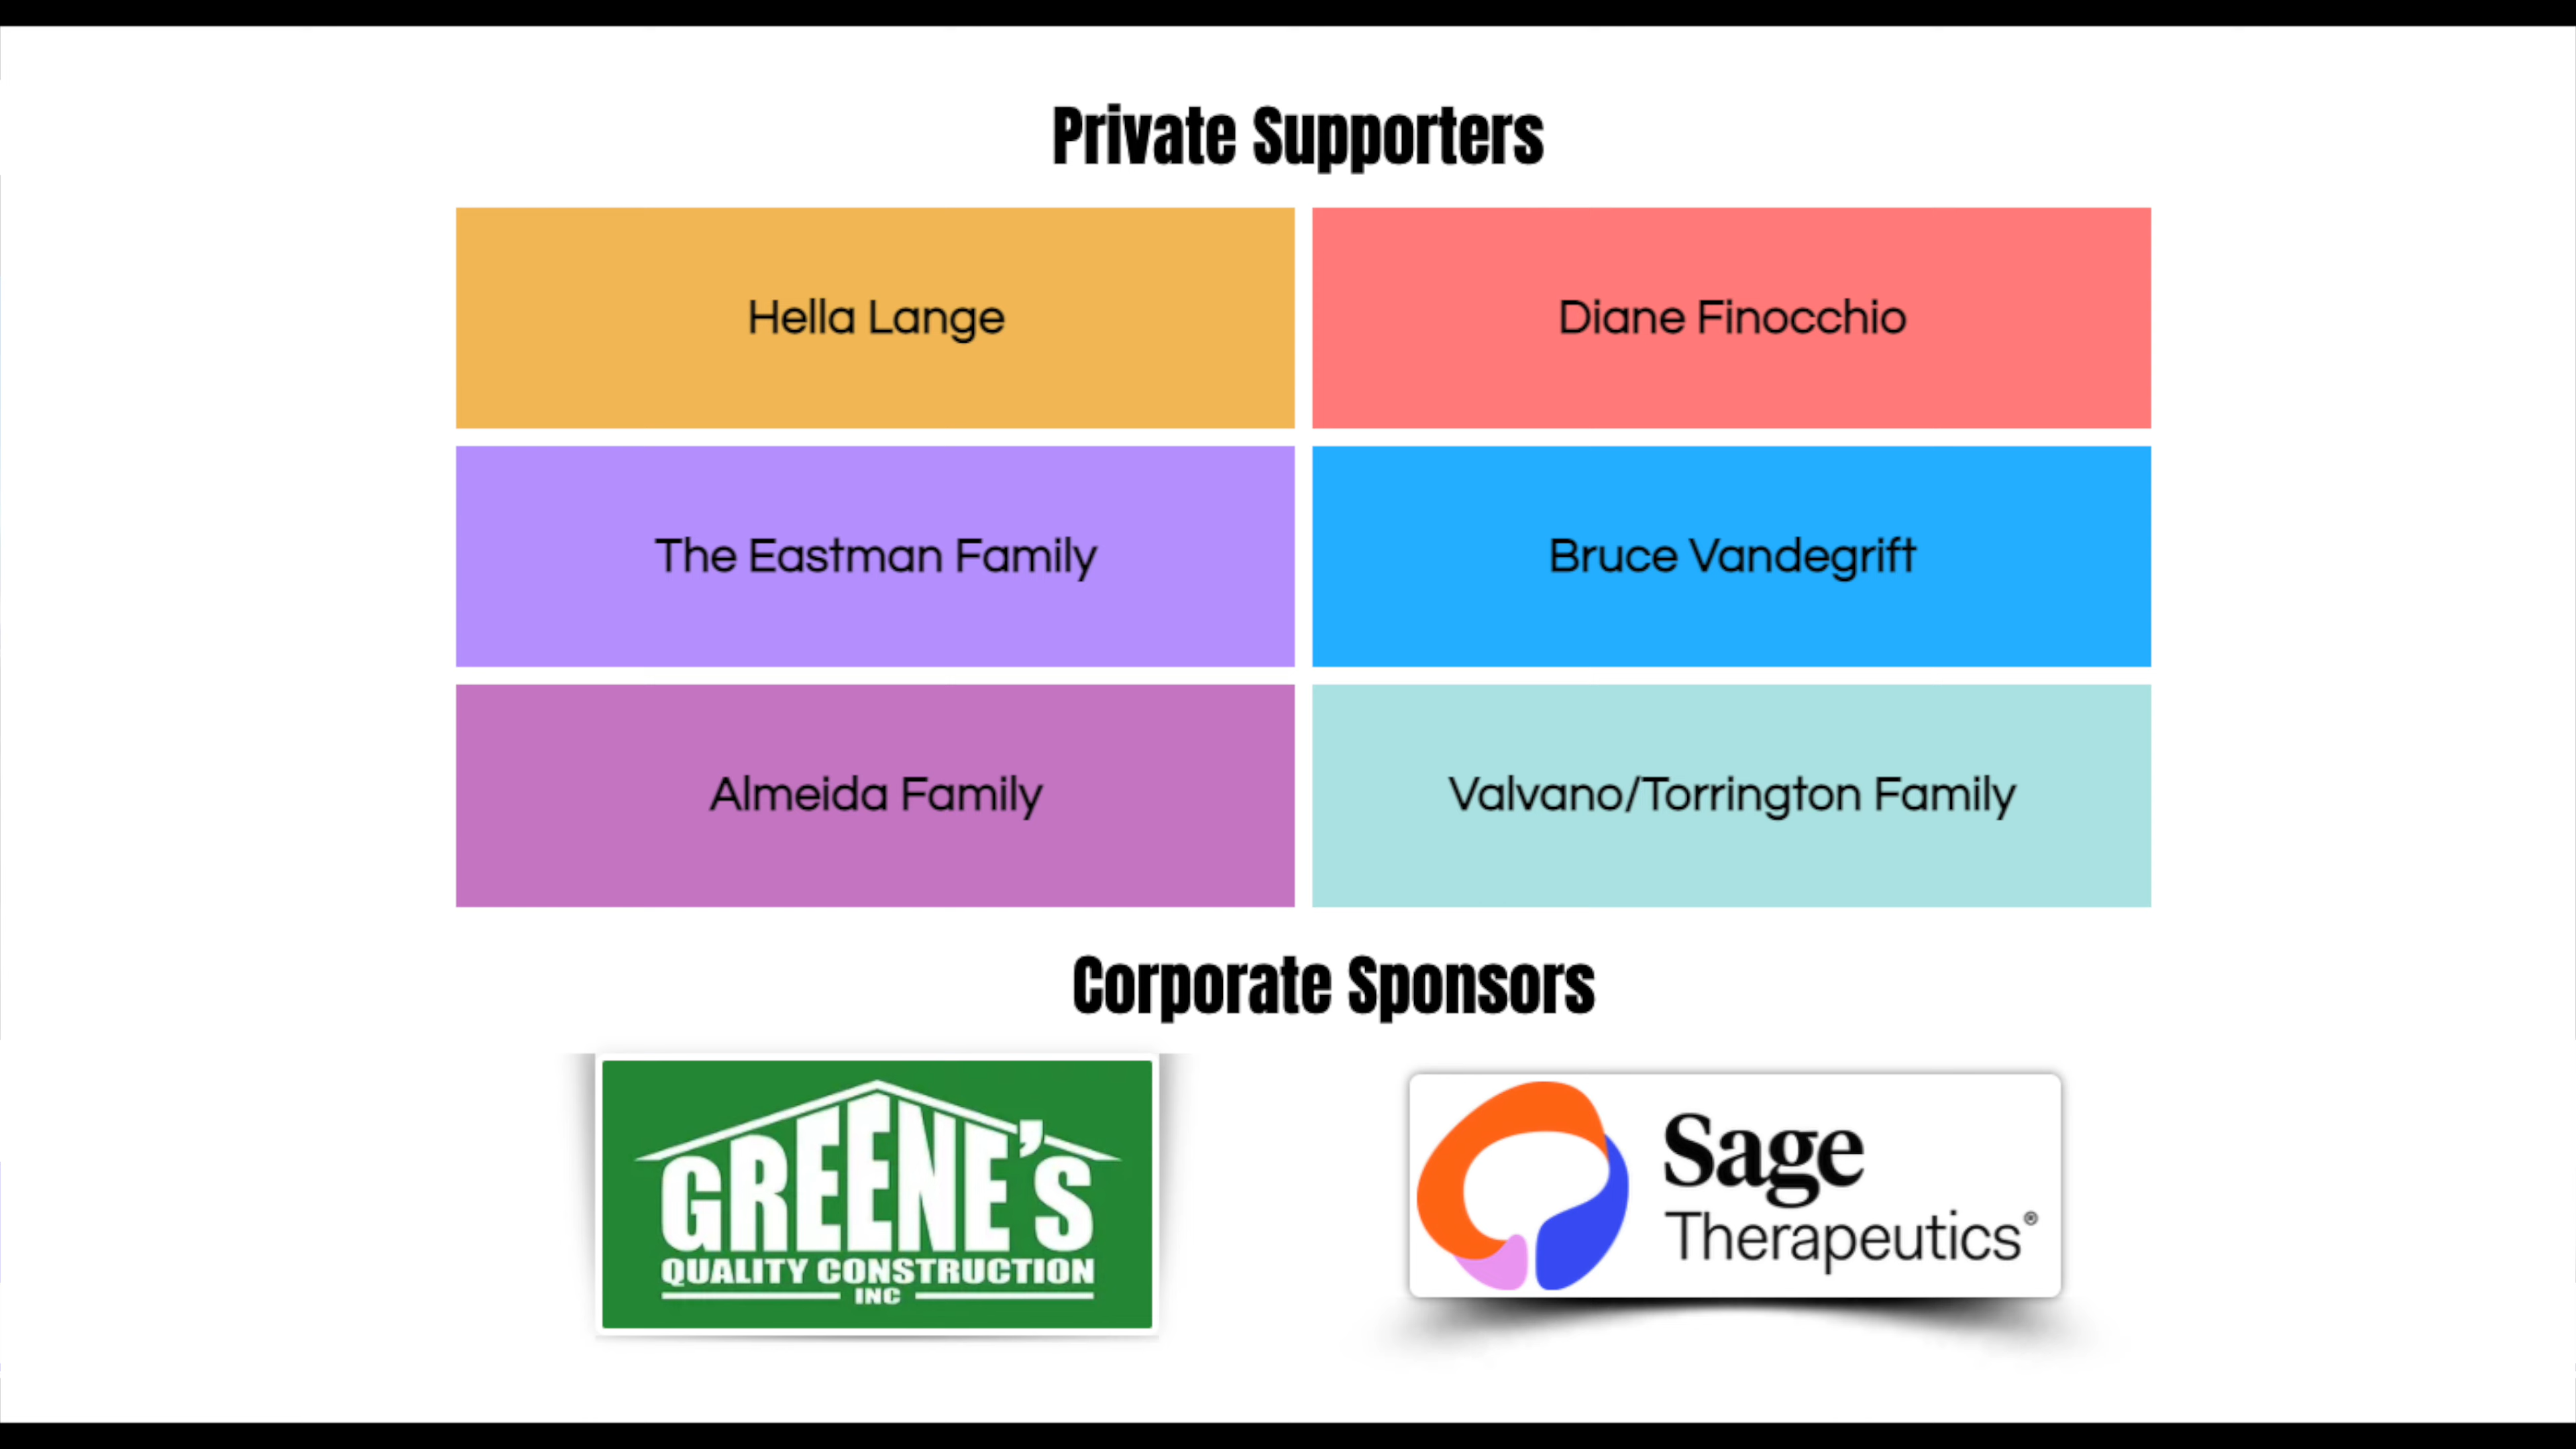 Private Supporters
Hella Lange
Diane Finocchio
The Eastman Family
Bruce Vandegrift
Almeida Family
Valvano/Torrington Family
Corporate Sponsors
GREENE'S
QUALITY CONSTRUCTION
INC
Sage
Therapeutics®